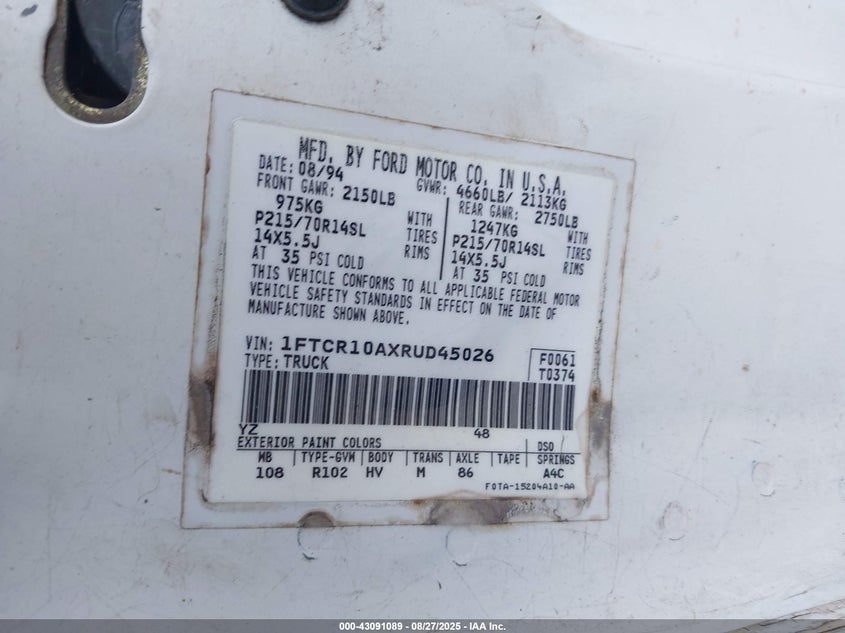 MFD. BY FORD MOTOR CO. IN U.S.A.
DATE: 08/94 GVWR: 4660LB/ 2113KG
FRONT GAWR: 2150LB REAR GAWR: 2750LB
975KG WITH 1247KG WITH
P215/70R14SL TIRES P215/70R14SL TIRES
14X5.5J RIMS 14X5.5J RIMS
AT 35 PSI COLD AT 35 PSI COLD
THIS VEHICLE CONFORMS TO ALL APPLICABLE FEDERAL MOTOR
VEHICLE SAFETY STANDARDS IN EFFECT ON THE DATE OF
MANUFACTURE SHOWN ABOVE.
VIN: 1FTCR10AXRUD45026 F0061
TYPE: TRUCK T0374
YZ 48
EXTERIOR PAINT COLORS DSO
WB TYPE-GVW BODY TRANS AXLE TAPE SPRINGS
108 R102 HV M 86 A4C
F0TA-15204A10-AA
000-43091089 - 08/27/2025 - IAA Inc.